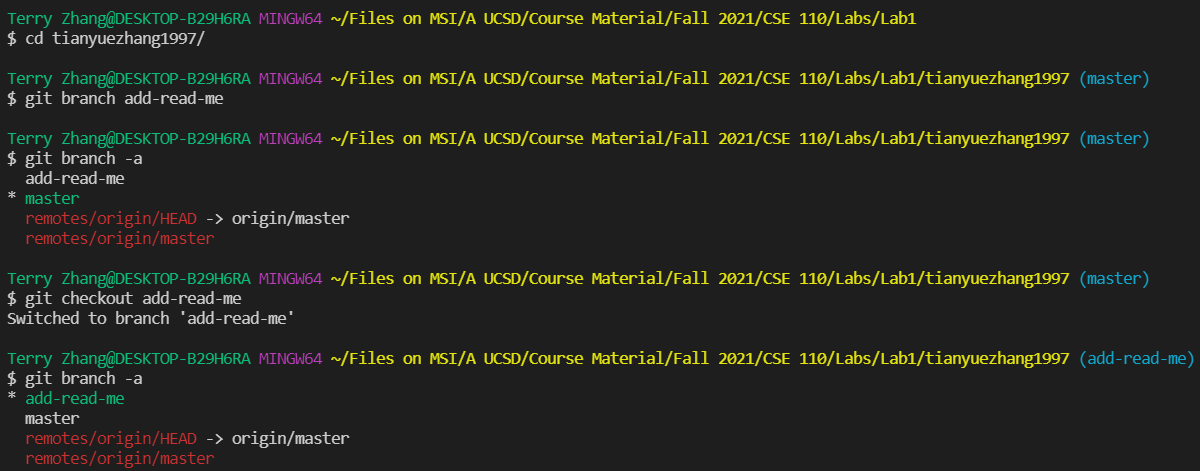 Terry Zhang@DESKTOP-B29H6RA MINGW64 ~/Files on MSI/A UCSD/Course Material/Fall 2021/CSE 110/Labs/Lab1
$ cd tianyuezhang1997/
Terry Zhang@DESKTOP-B29H6RA MINGW64 ~/Files on MSI/A UCSD/Course Material/Fall 2021/CSE 110/Labs/Lab1/tianyuezhang1997 (master)
$ git branch add-read-me
Terry Zhang@DESKTOP-B29H6RA MINGW64 ~/Files on MSI/A UCSD/Course Material/Fall 2021/CSE 110/Labs/Lab1/tianyuezhang1997 (master)
$ git branch -a
  add-read-me
* master
  remotes/origin/HEAD -> origin/master
  remotes/origin/master
Terry Zhang@DESKTOP-B29H6RA MINGW64 ~/Files on MSI/A UCSD/Course Material/Fall 2021/CSE 110/Labs/Lab1/tianyuezhang1997 (master)
$ git checkout add-read-me
Switched to branch 'add-read-me'
Terry Zhang@DESKTOP-B29H6RA MINGW64 ~/Files on MSI/A UCSD/Course Material/Fall 2021/CSE 110/Labs/Lab1/tianyuezhang1997 (add-read-me)
$ git branch -a
* add-read-me
  master
  remotes/origin/HEAD -> origin/master
  remotes/origin/master